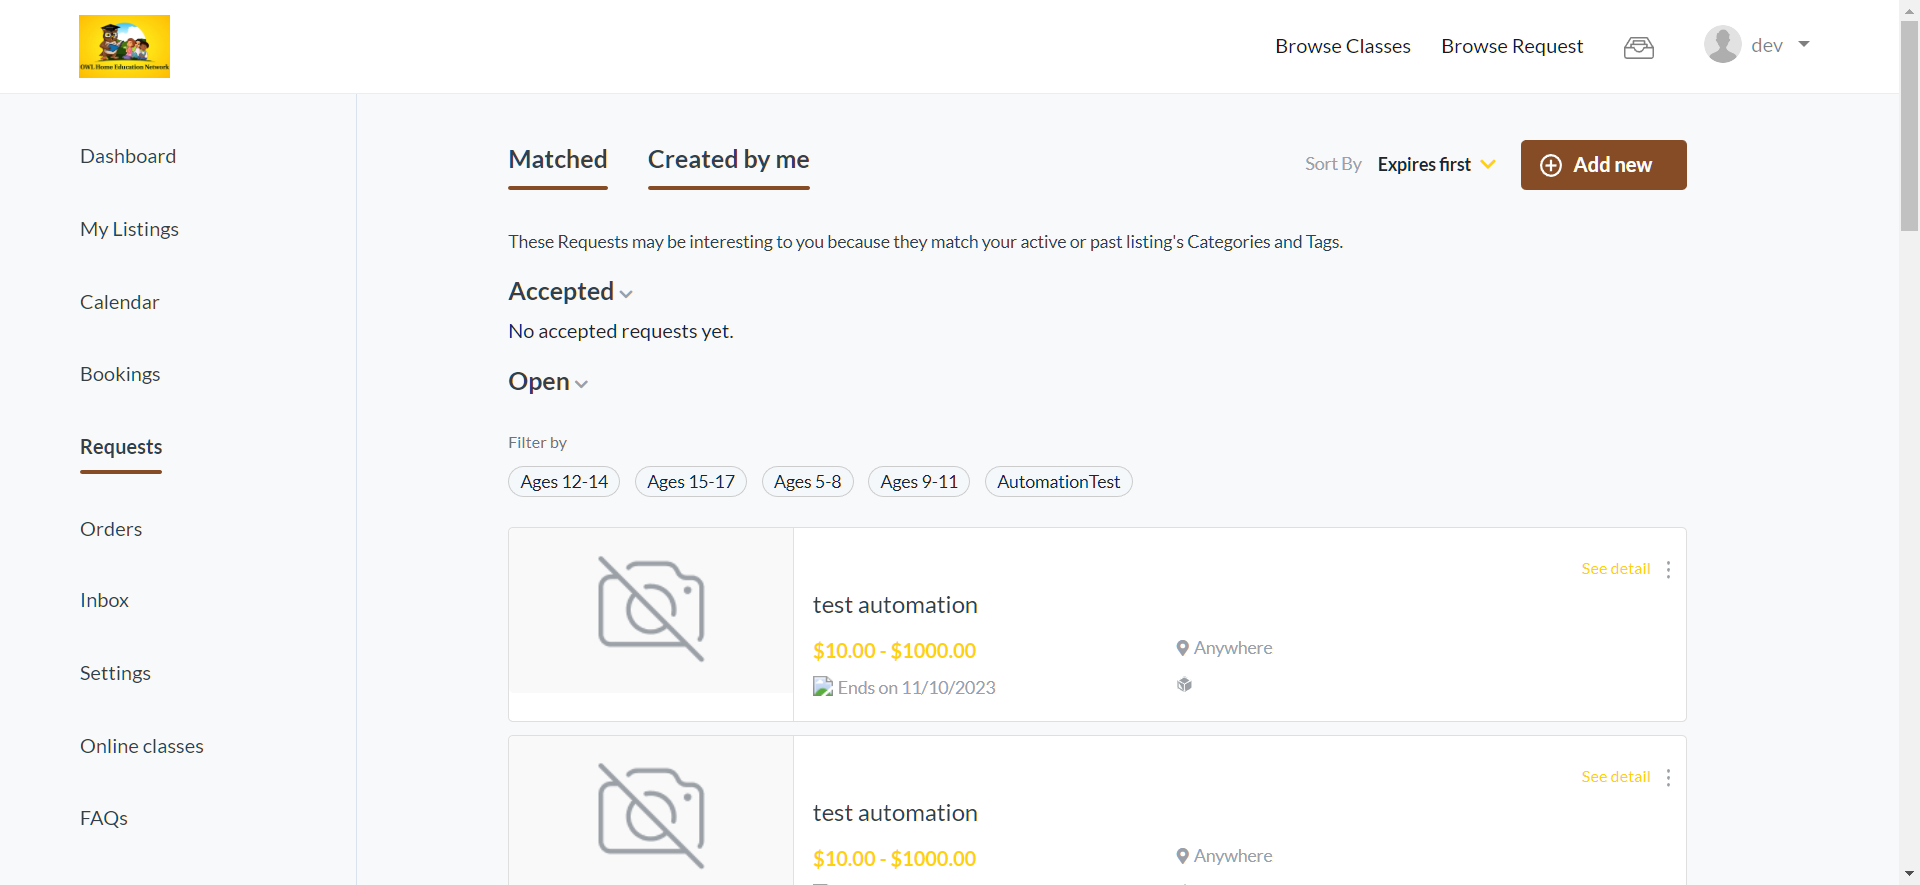 OWL Home Education Network
Browse Classes
Browse Request
dev
Dashboard
My Listings
Calendar
Bookings
Requests
Orders
Inbox
Settings
Online classes
FAQs
Matched
Created by me
Sort By Expires first
Add new
These Requests may be interesting to you because they match your active or past listing's Categories and Tags.
Accepted
No accepted requests yet.
Open
Filter by
Ages 12-14
Ages 15-17
Ages 5-8
Ages 9-11
AutomationTest
See detail
test automation
$10.00 - $1000.00
Anywhere
Ends on 11/10/2023
See detail
test automation
$10.00 - $1000.00
Anywhere